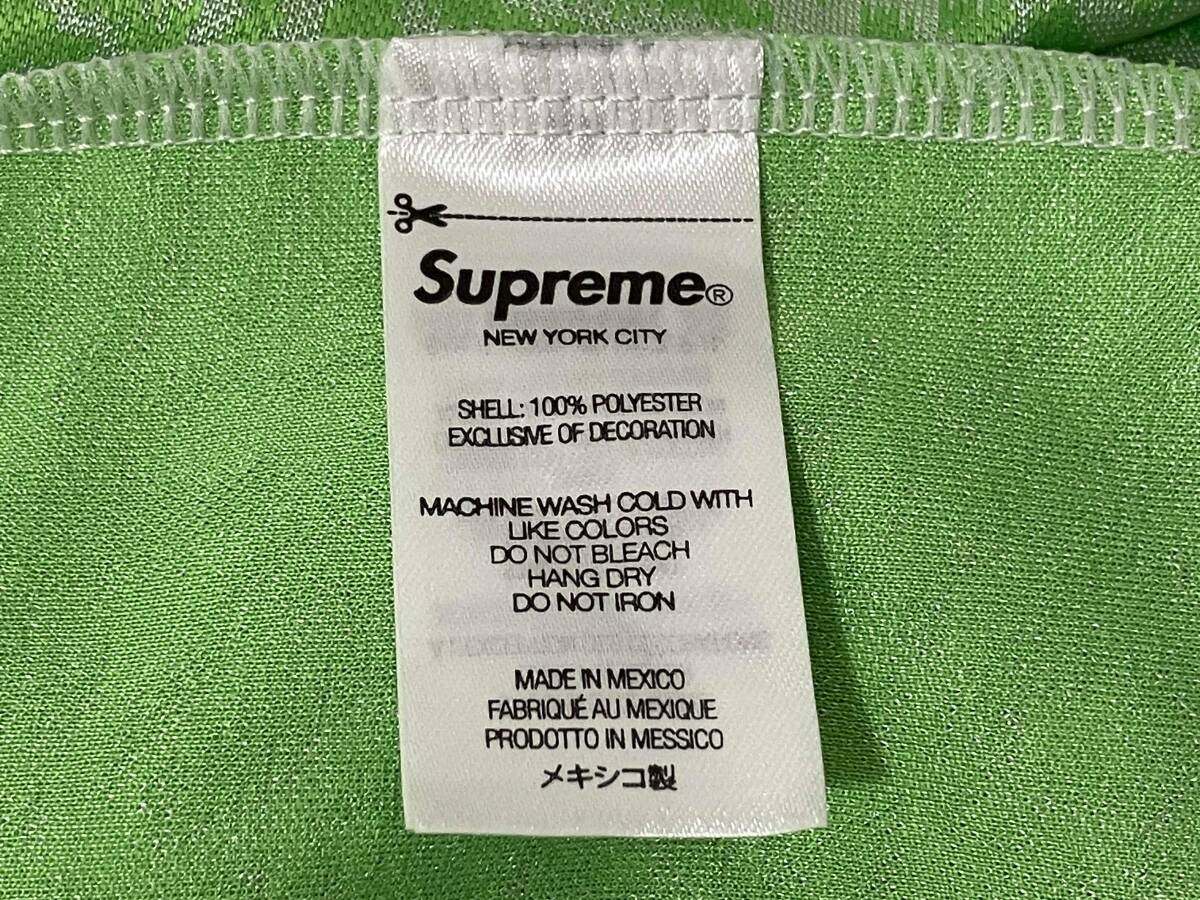 Supreme®
NEW YORK CITY
SHELL: 100% POLYESTER
EXCLUSIVE OF DECORATION
MACHINE WASH COLD WITH
LIKE COLORS
DO NOT BLEACH
HANG DRY
DO NOT IRON
MADE IN MEXICO
FABRIQUÉ AU MEXIQUE
PRODOTTO IN MESSICO
メキシコ製